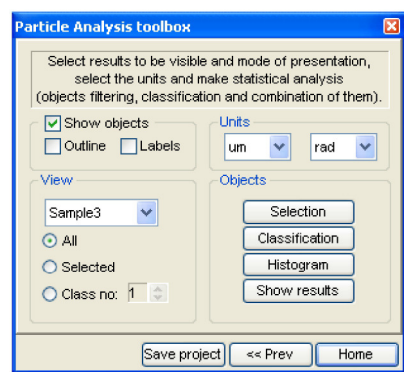 Particle Analysis toolbox
Select results to be visible and mode of presentation,
select the units and make statistical analysis
(objects filtering, classification and combination of them).
Show objects
Outline Labels
Units
um rad
View
Sample3
All
Selected
Class no: 1
Objects
Selection
Classification
Histogram
Show results
Save project << Prev Home